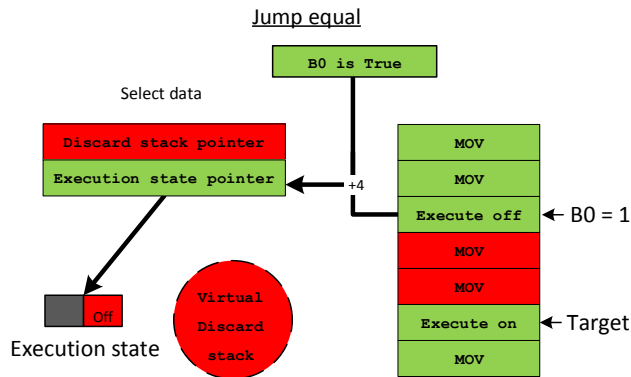 Jump equal
B0 is True
Select data
Discard stack pointer
Execution state pointer
+4
MOV
MOV
Execute off
B0 = 1
MOV
MOV
Execute on
Target
MOV
Off
Execution state
Virtual
Discard
stack